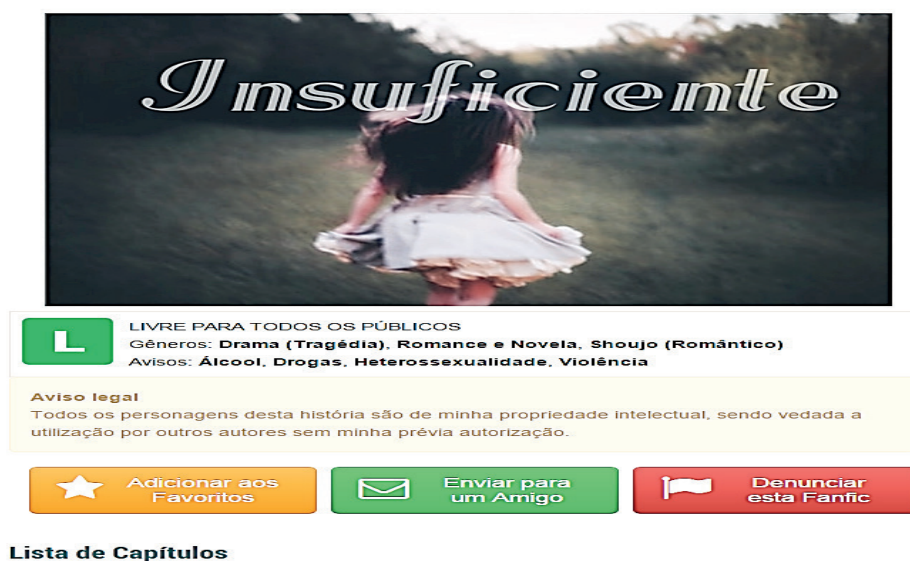 Insuficiente
L
LIVRE PARA TODOS OS PÚBLICOS
Gêneros: Drama (Tragédia), Romance e Novela, Shoujo (Romântico)
Avisos: Álcool, Drogas, Heterossexualidade, Violência
Aviso legal
Todos os personagens desta história são de minha propriedade intelectual, sendo vedada a
utilização por outros autores sem minha prévia autorização.
Adicionar aos
Favoritos
Enviar para
um Amigo
Denunciar
esta Fanfic
Lista de Capítulos